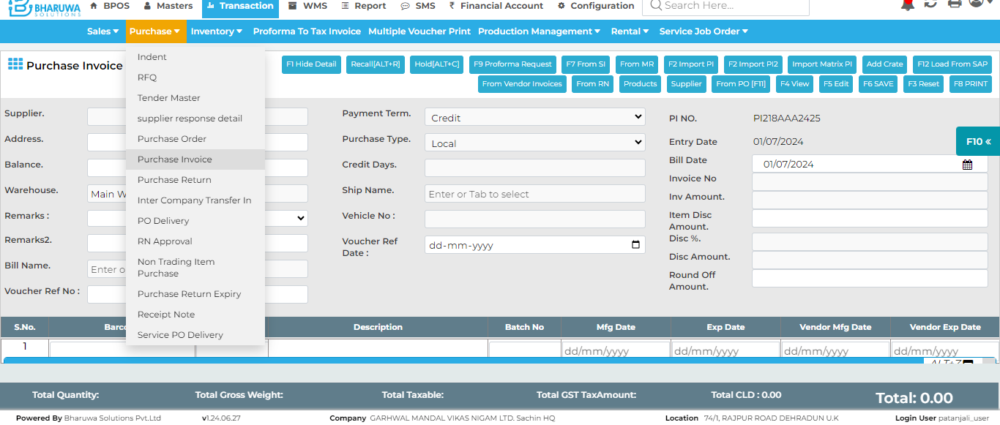 BHARUWA
SOLUTIONS
BPOS Masters Transaction WMS Report SMS ₹ Financial Account Configuration Search Here...
Sales Purchase Inventory Proforma To Tax Invoice Multiple Voucher Print Production Management Rental Service Job Order
Purchase Invoice
F1 Hide Detail Recall[ALT+R] Hold[ALT+C] F9 Proforma Request F7 From SI From MR F2 Import PI F2 Import PI2 Import Matrix PI Add Crate F12 Load From SAP
From Vendor Invoices From RN Products Supplier From PO [F11] F4 View F5 Edit F6 SAVE F3 Reset F8 PRINT
Indent
RFQ
Tender Master
supplier response detail
Purchase Order
Purchase Invoice
Purchase Return
Inter Company Transfer In
PO Delivery
RN Approval
Non Trading Item
Purchase
Purchase Return Expiry
Receipt Note
Service PO Delivery
Supplier.
Address.
Balance.
Warehouse. Main W
Remarks :
Remarks2.
Bill Name. Enter o
Voucher Ref No :
Payment Term. Credit
Purchase Type. Local
Credit Days.
Ship Name. Enter or Tab to select
Vehicle No :
Voucher Ref
Date : dd-mm-yyyy
PI NO. PI218AAA2425
Entry Date 01/07/2024
Bill Date 01/07/2024
Invoice No
Inv Amount.
Item Disc
Amount.
Disc %.
Disc Amount.
Round Off
Amount.
F10 «
S.No. Barco Description Batch No Mfg Date Exp Date Vendor Mfg Date Vendor Exp Date
1 dd/mm/yyyy dd/mm/yyyy dd/mm/yyyy dd/mm/yyyy
ALT+Z
Total Quantity: Total Gross Weight: Total Taxable: Total GST TaxAmount: Total CLD : 0.00 Total: 0.00
Powered By Bharuwa Solutions Pvt.Ltd v1.24.06.27 Company GARHWAL MANDAL VIKAS NIGAM LTD. Sachin HQ Location 74/1, RAJPUR ROAD DEHRADUN U.K Login User patanjali_user